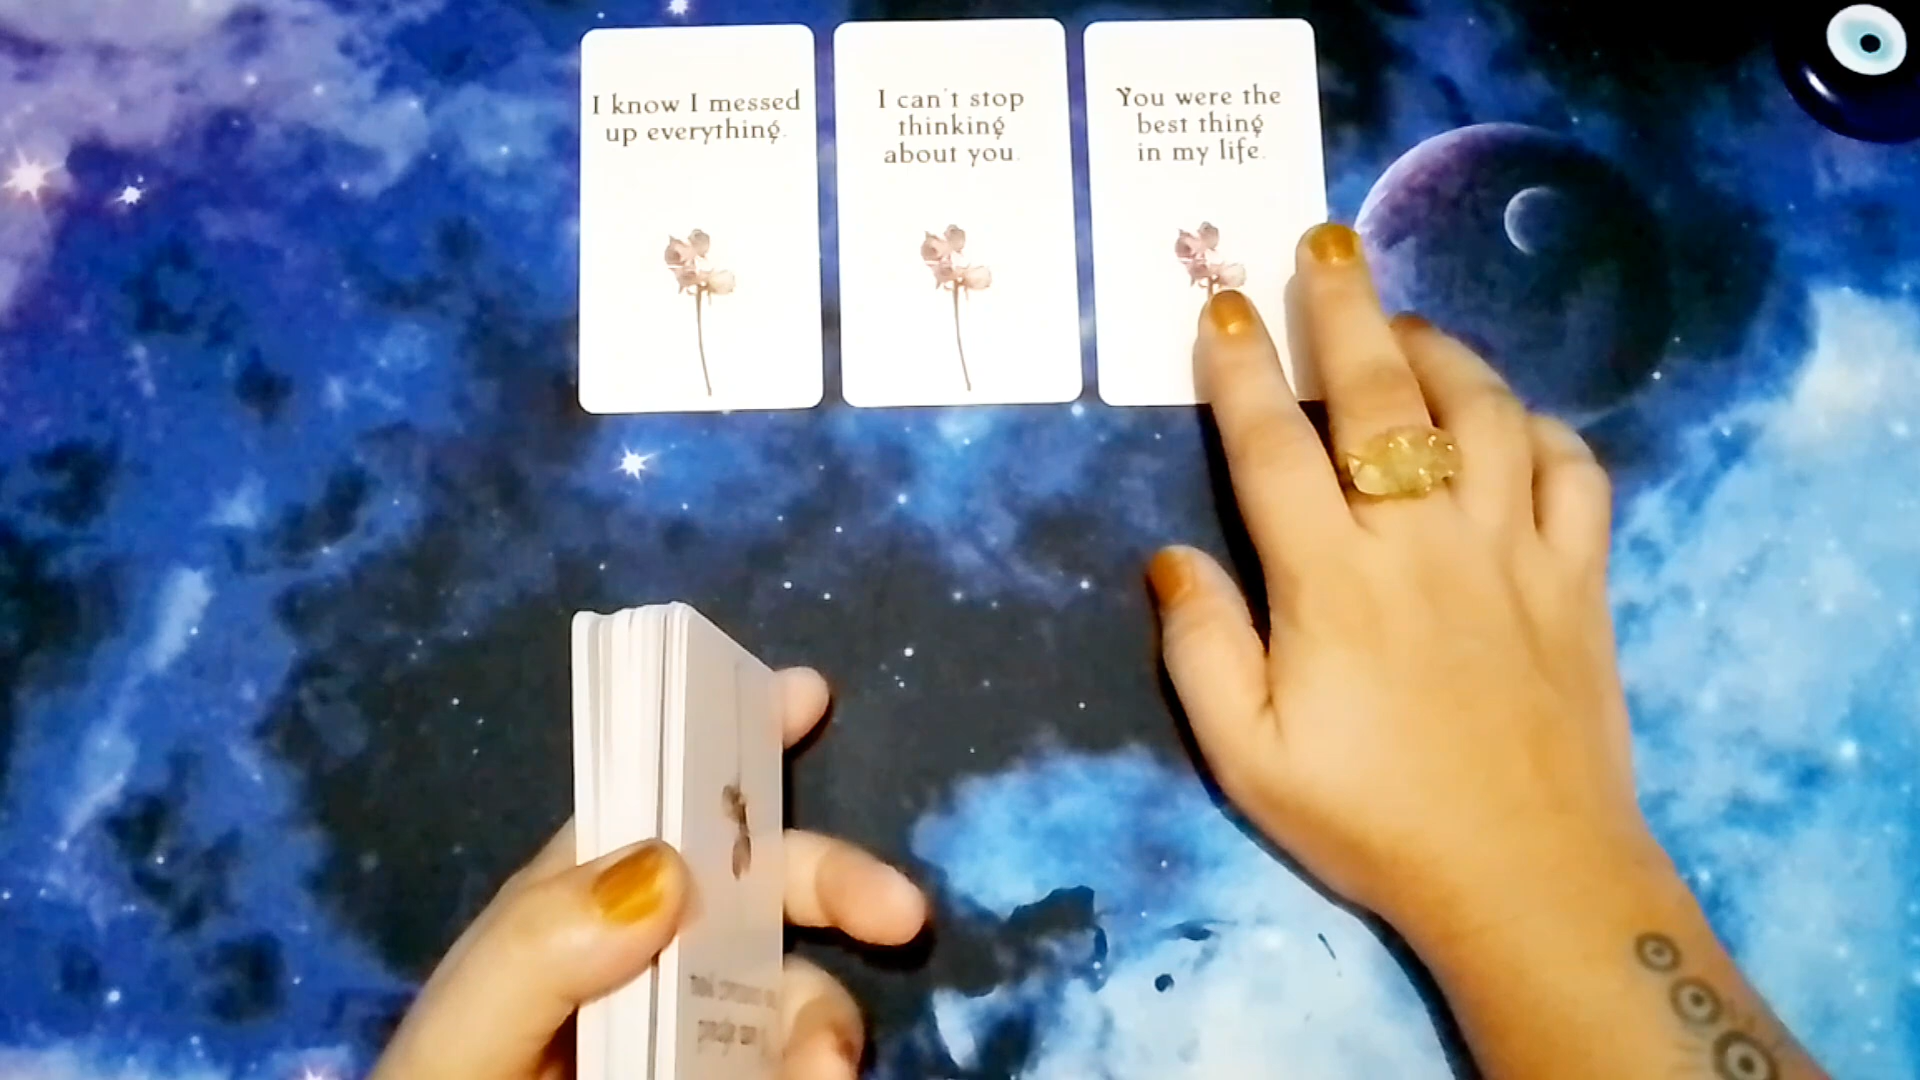 I know I messed
up everything.
I can't stop
thinking
about you.
You were the
best thing
in my life.